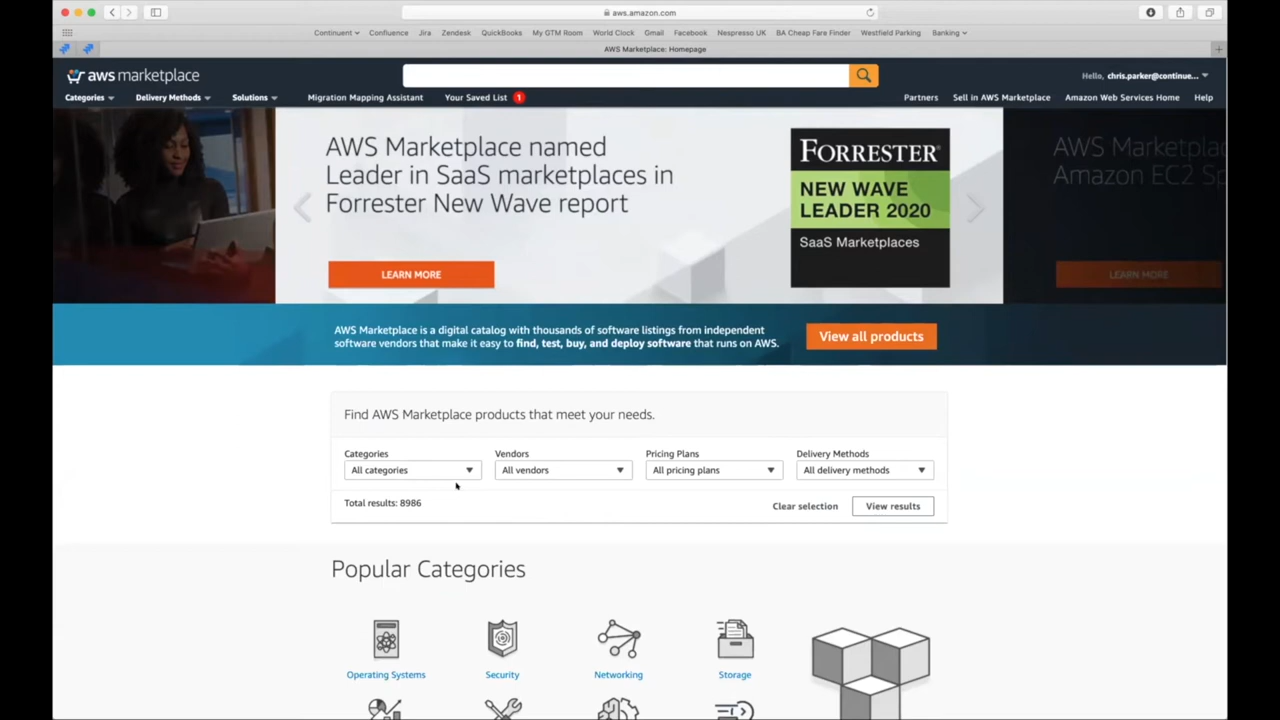 aws.amazon.com
Continuent Confluence Jira Zendesk QuickBooks My GTM Room World Clock Gmail Facebook Nespresso UK BA Cheap Fare Finder Westfield Parking Banking
AWS Marketplace: Homepage
aws marketplace
Hello, chris.parker@continue...
Categories Delivery Methods Solutions Migration Mapping Assistant Your Saved List 1 Partners Sell in AWS Marketplace Amazon Web Services Home Help
AWS Marketplace named
Leader in SaaS marketplaces in
Forrester New Wave report
LEARN MORE
FORRESTER®
NEW WAVE
LEADER 2020
SaaS Marketplaces
AWS Marketplac
Amazon EC2 Sp
LEARN MORE
AWS Marketplace is a digital catalog with thousands of software listings from independent
software vendors that make it easy to find, test, buy, and deploy software that runs on AWS.
View all products
Find AWS Marketplace products that meet your needs.
Categories Vendors Pricing Plans Delivery Methods
All categories All vendors All pricing plans All delivery methods
Total results: 8986
Clear selection View results
Popular Categories
Operating Systems Security Networking Storage